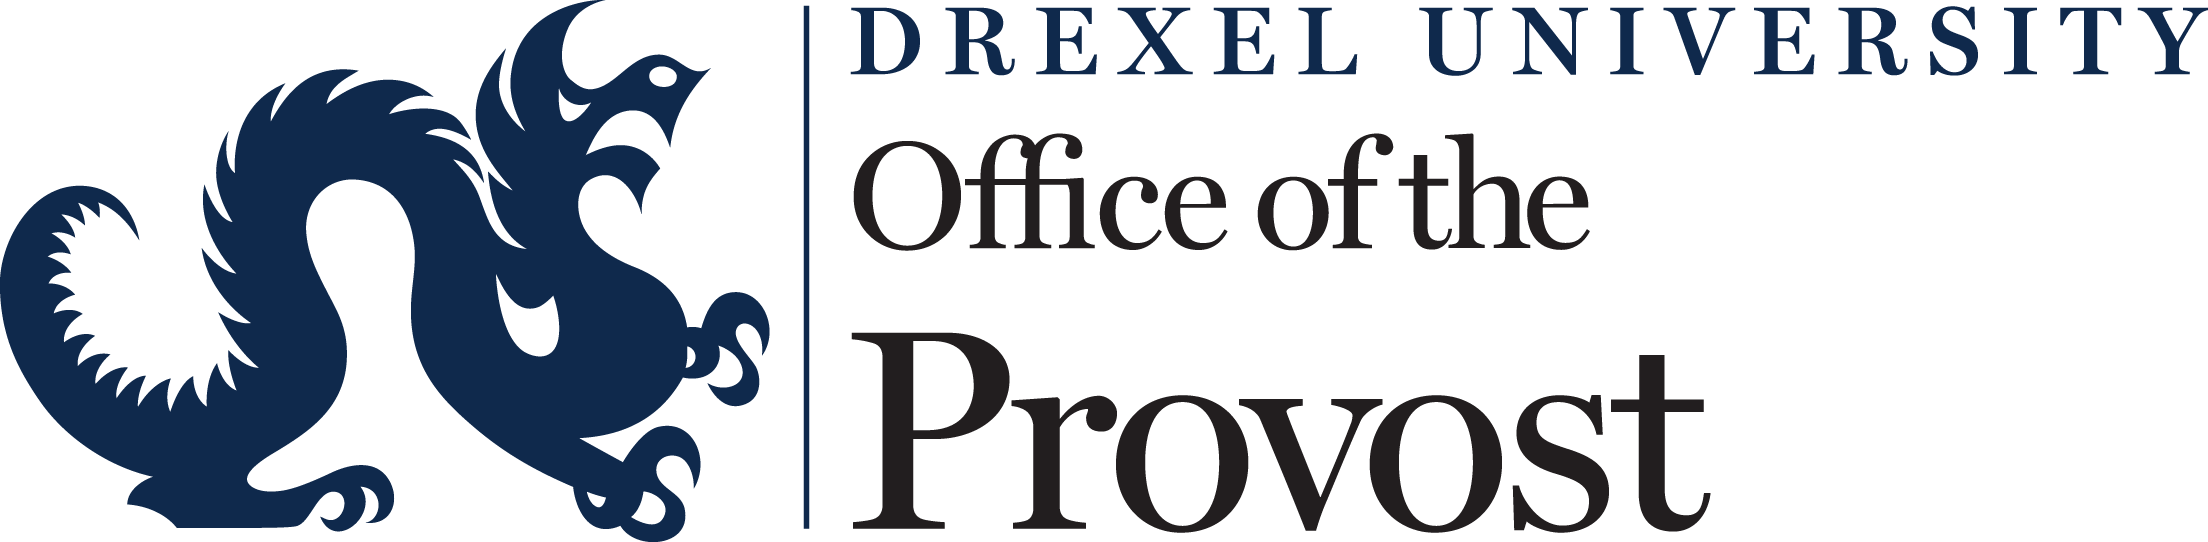 DREXEL UNIVERSITY
Office of the
Provost